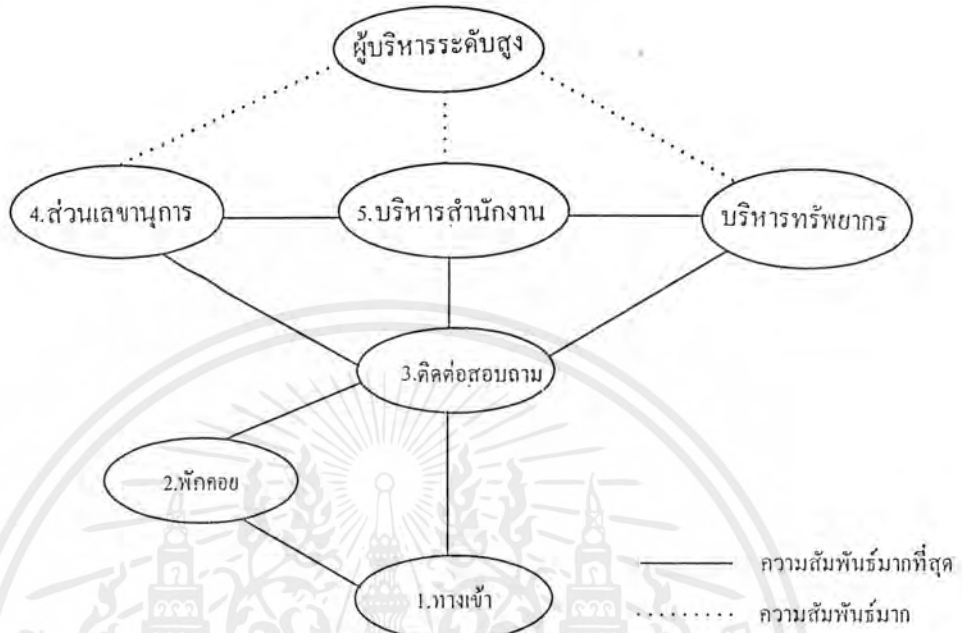 ผู้บริหารระดับสูง
4.ส่วนเลขานุการ
5.บริหารสำนักงาน
บริหารทรัพยากร
3.ติดต่อสอบถาม
2.พักคอย
1.ทางเข้า
ความสัมพันธ์มากที่สุด
ความสัมพันธ์มาก